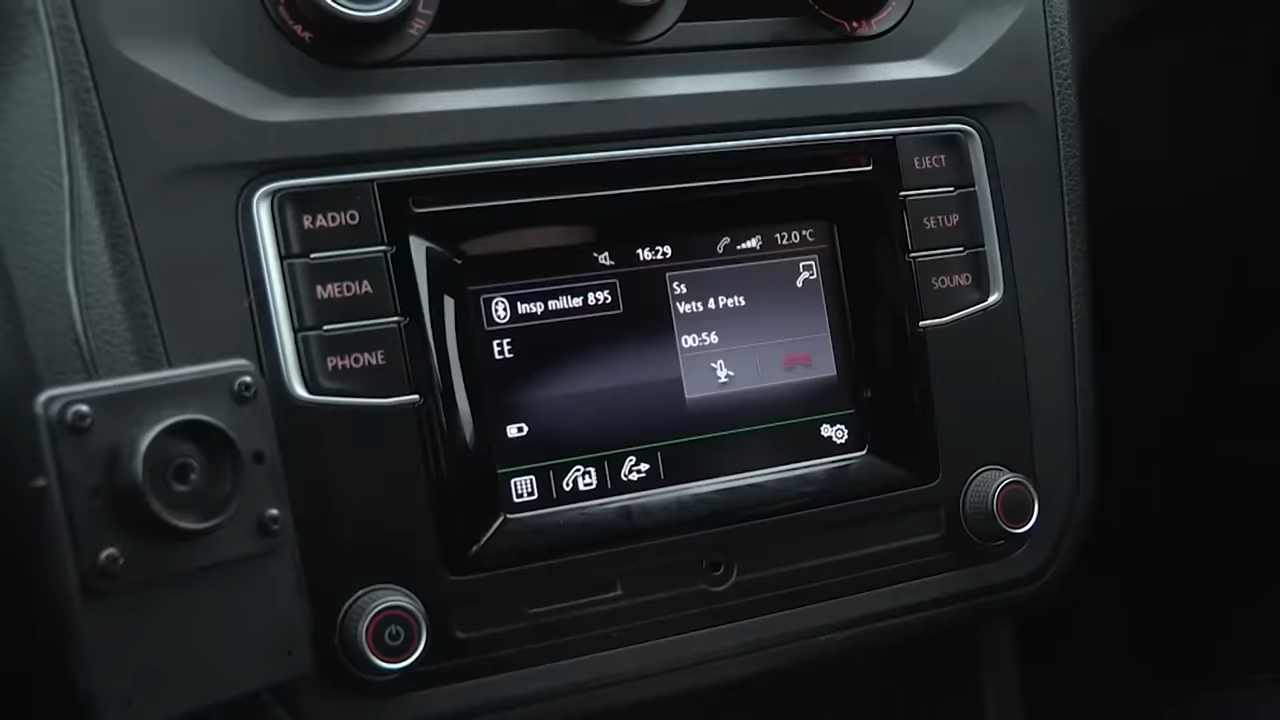 A/C
HI
RADIO
MEDIA
PHONE
EJECT
SETUP
SOUND
16:29
12.0°C
Insp miller 895
EE
Ss
Vets 4 Pets
00:56